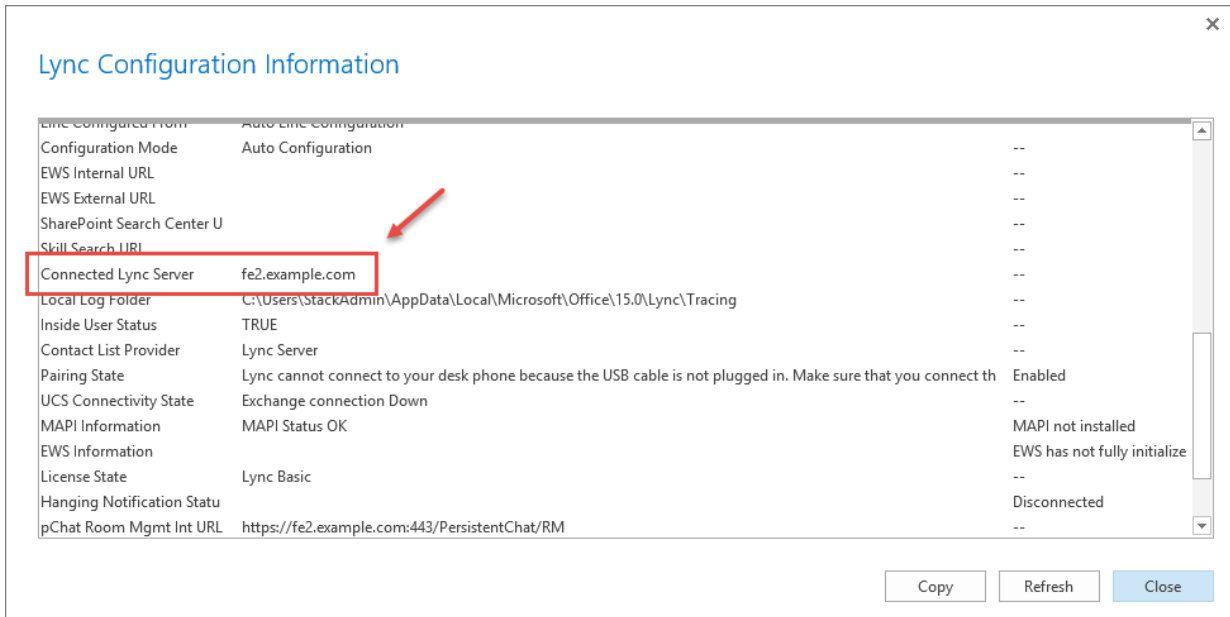 ×
Lync Configuration Information
Line Configured From Auto Line Configuration
Configuration Mode Auto Configuration --
EWS Internal URL --
EWS External URL --
SharePoint Search Center U --
Skill Search URL --
Connected Lync Server fe2.example.com --
Local Log Folder C:\Users\StackAdmin\AppData\Local\Microsoft\Office\15.0\Lync\Tracing --
Inside User Status TRUE --
Contact List Provider Lync Server --
Pairing State Lync cannot connect to your desk phone because the USB cable is not plugged in. Make sure that you connect th Enabled
UCS Connectivity State Exchange connection Down --
MAPI Information MAPI Status OK MAPI not installed
EWS Information EWS has not fully initialize
License State Lync Basic --
Hanging Notification Statu Disconnected
pChat Room Mgmt Int URL https://fe2.example.com:443/PersistentChat/RM --
Copy Refresh Close